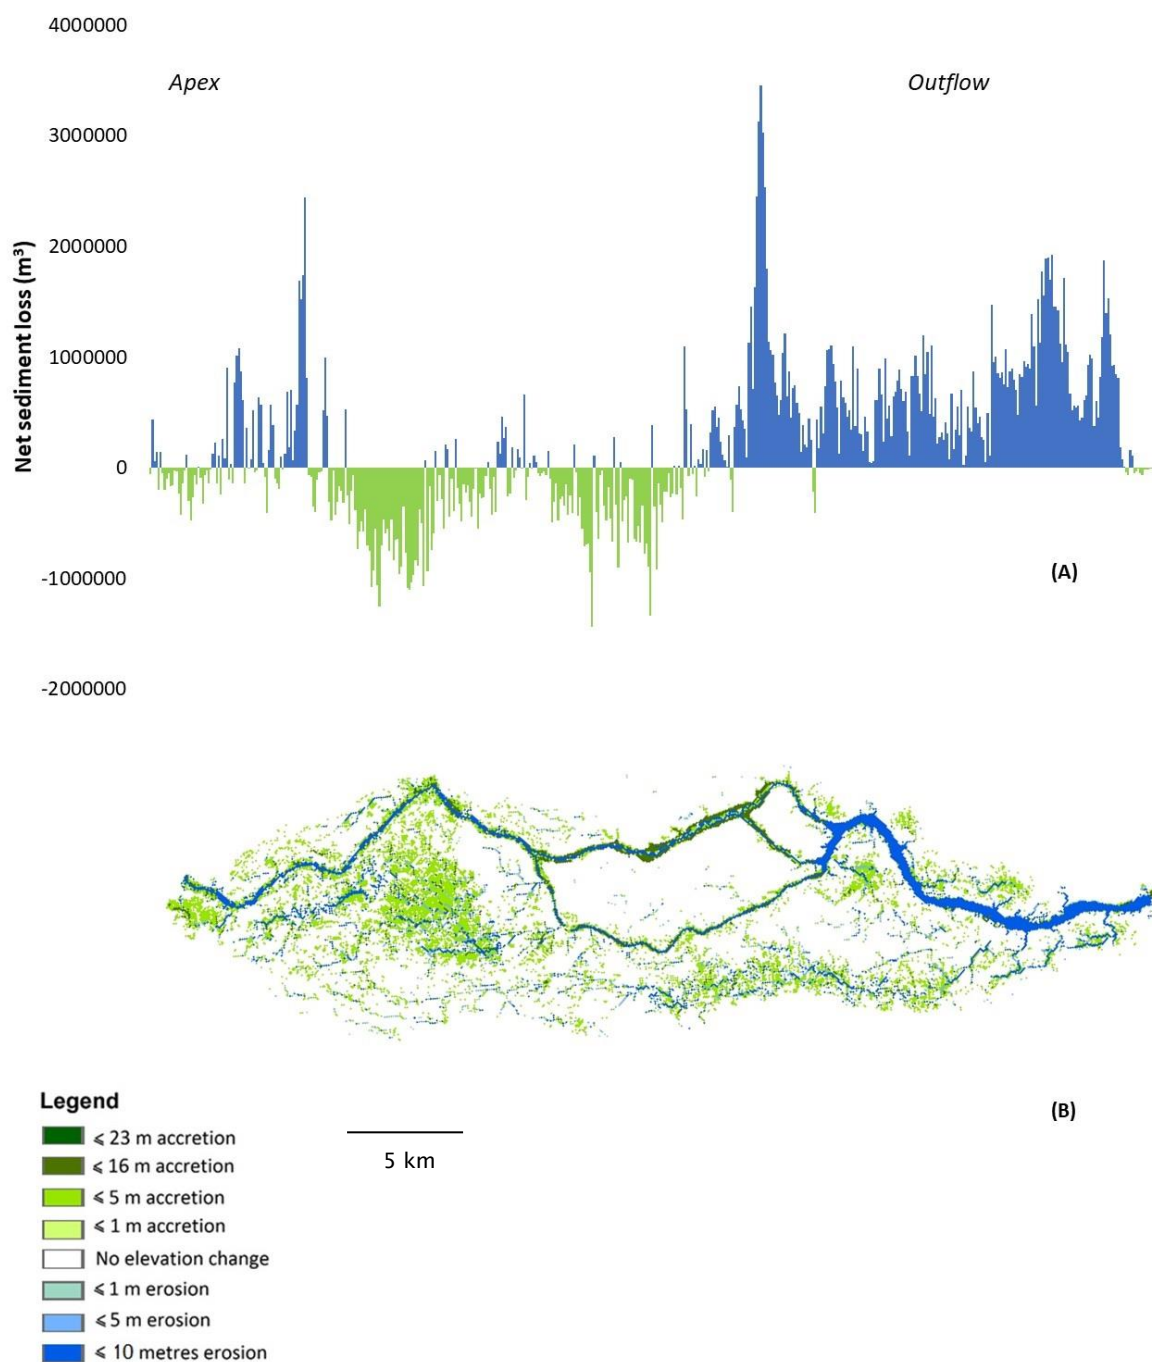 4000000
Apex
Outflow
3000000
2000000
Net sediment loss (m³)
1000000
0
-1000000
(A)
-2000000
Legend
(B)
⩽ 23 m accretion
⩽ 16 m accretion
5 km
⩽ 5 m accretion
⩽ 1 m accretion
No elevation change
⩽ 1 m erosion
⩽ 5 m erosion
⩽ 10 metres erosion